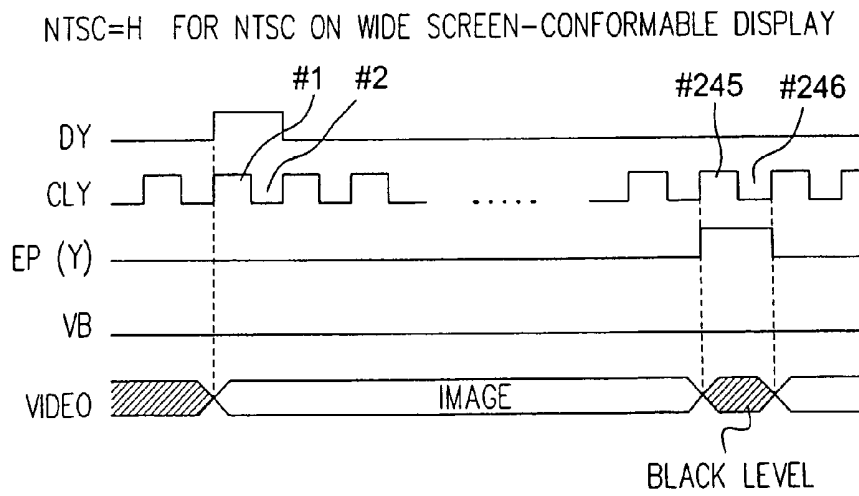 NTSC=H FOR NTSC ON WIDE SCREEN-CONFORMABLE DISPLAY
#1 #2 #245 #246
DY
CLY
EP (Y)
VB
VIDEO IMAGE
BLACK LEVEL